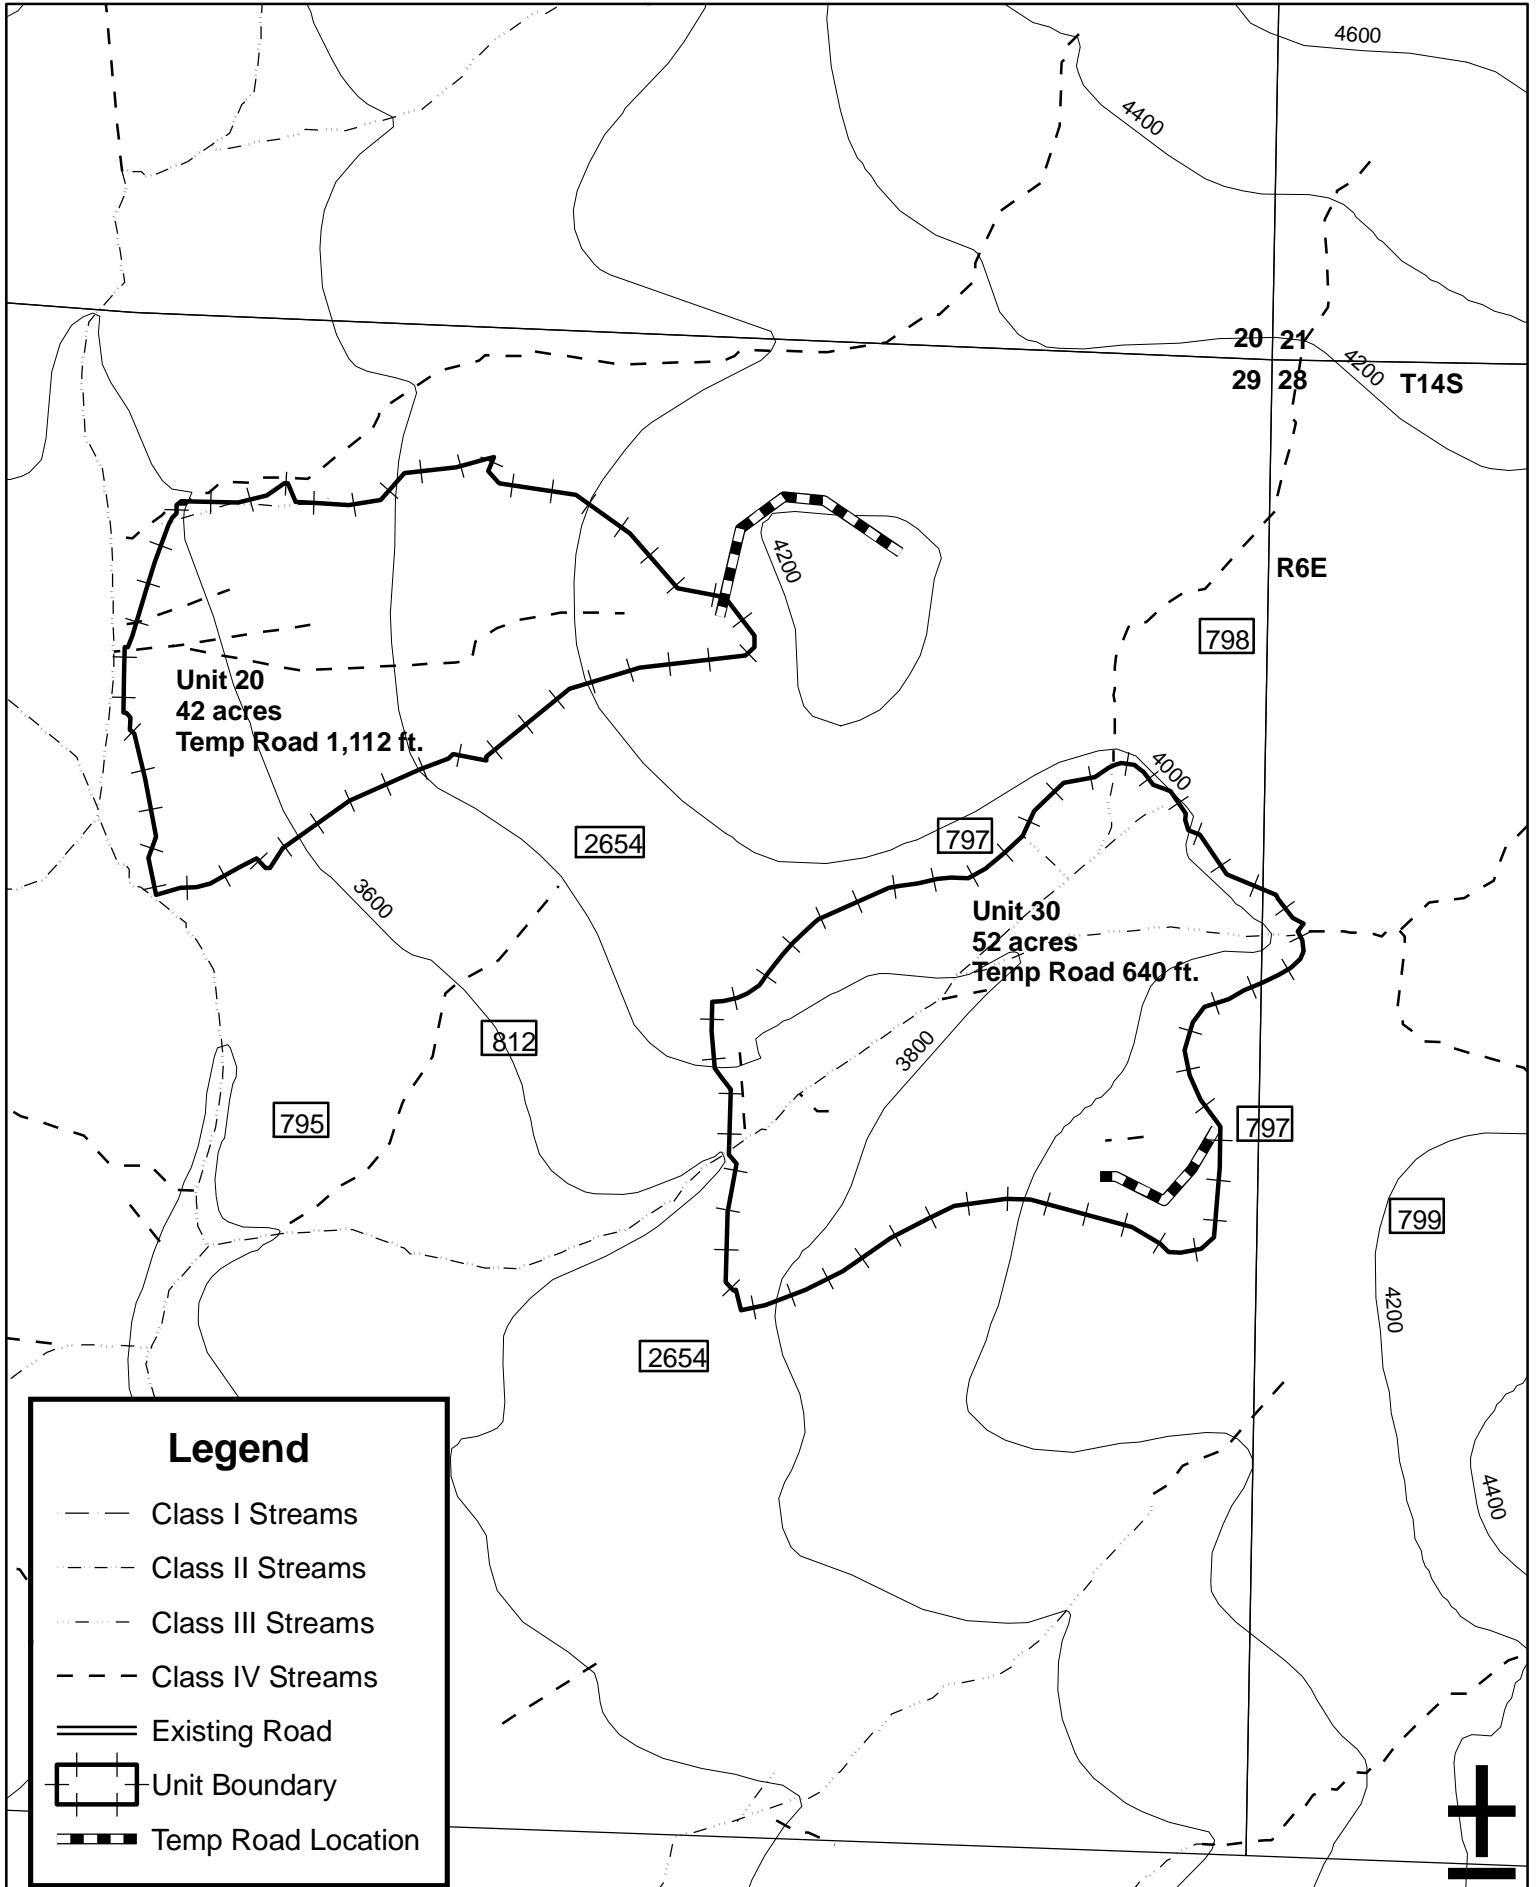 4600
4400
20 21
29 28
4200
T14S
4200
R6E
798
Unit 20
42 acres
Temp Road 1,112 ft.
4000
2654
797
3600
Unit 30
52 acres
Temp Road 640 ft.
812
3800
795
797
799
4200
2654
4400
Legend
Class I Streams
Class II Streams
Class III Streams
Class IV Streams
Existing Road
Unit Boundary
Temp Road Location